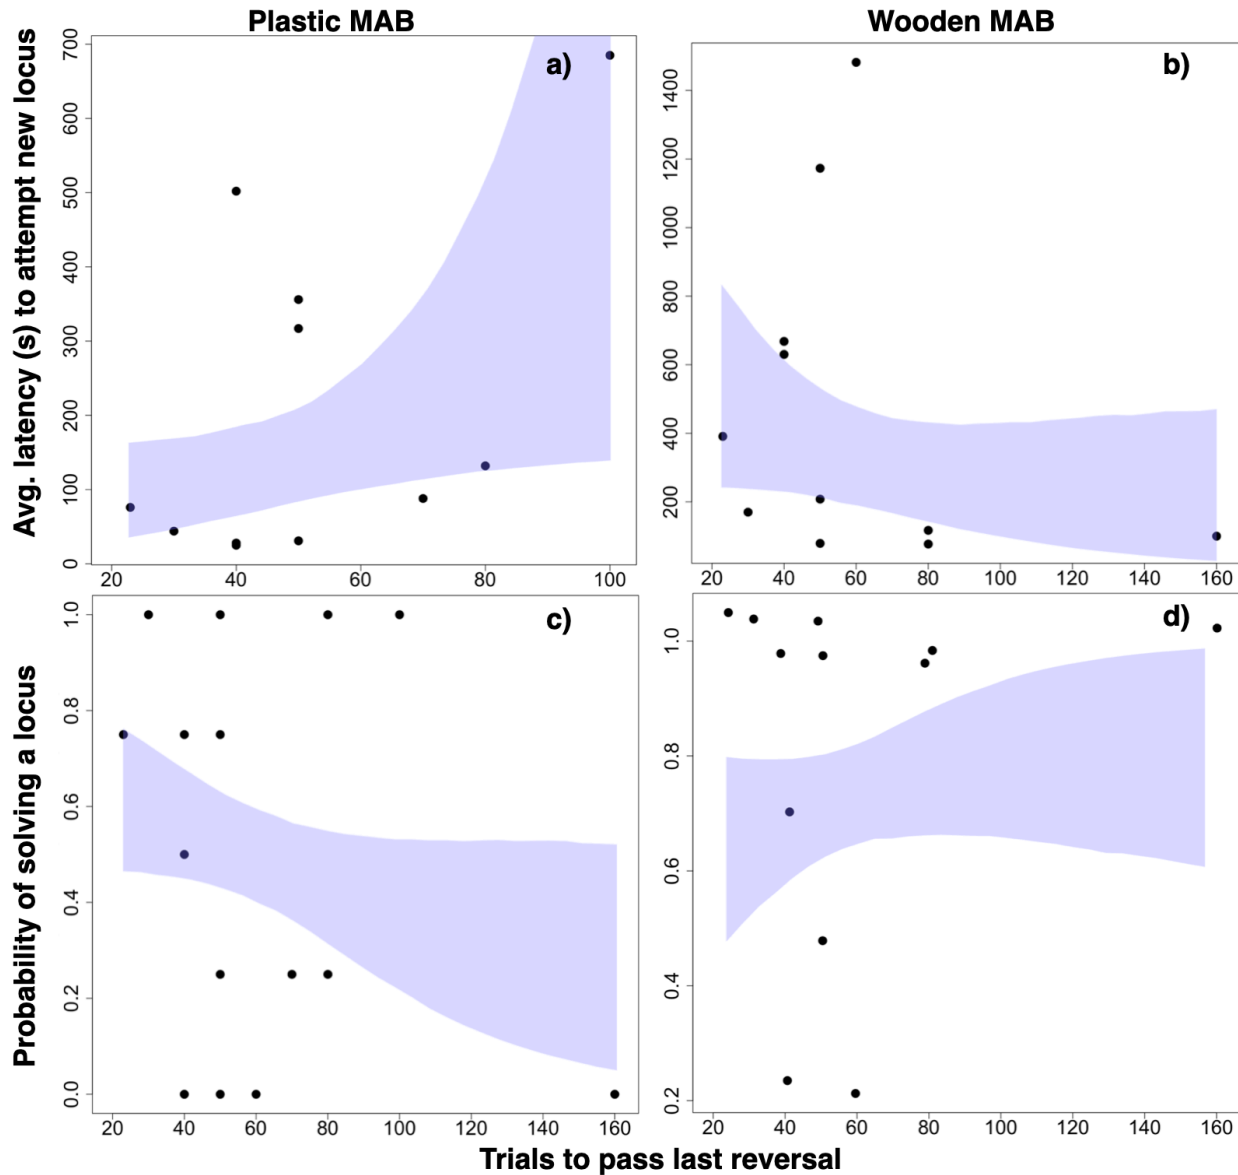 Plastic MAB
Wooden MAB
Avg. latency (s) to attempt new locus
a)
0 100 200 300 400 500 600 700
20 40 60 80 100
b)
200 400 600 800 1000 1200 1400
20 40 60 80 100 120 140 160
Probability of solving a locus
c)
0.0 0.2 0.4 0.6 0.8 1.0
20 40 60 80 100 120 140 160
d)
0.2 0.4 0.6 0.8 1.0
20 40 60 80 100 120 140 160
Trials to pass last reversal